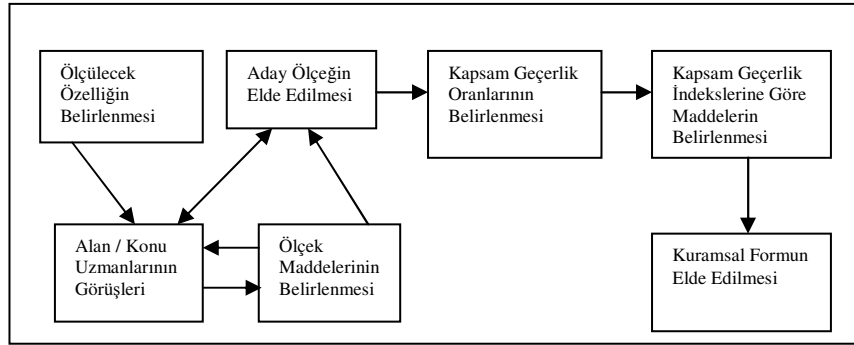 Ölçülecek
Özelliğin
Belirlenmesi
Aday Ölçeğin
Elde Edilmesi
Kapsam Geçerlik
Oranlarının
Belirlenmesi
Kapsam Geçerlik
İndekslerine Göre
Maddelerin
Belirlenmesi
Alan / Konu
Uzmanlarının
Görüşleri
Ölçek
Maddelerinin
Belirlenmesi
Kuramsal Formun
Elde Edilmesi